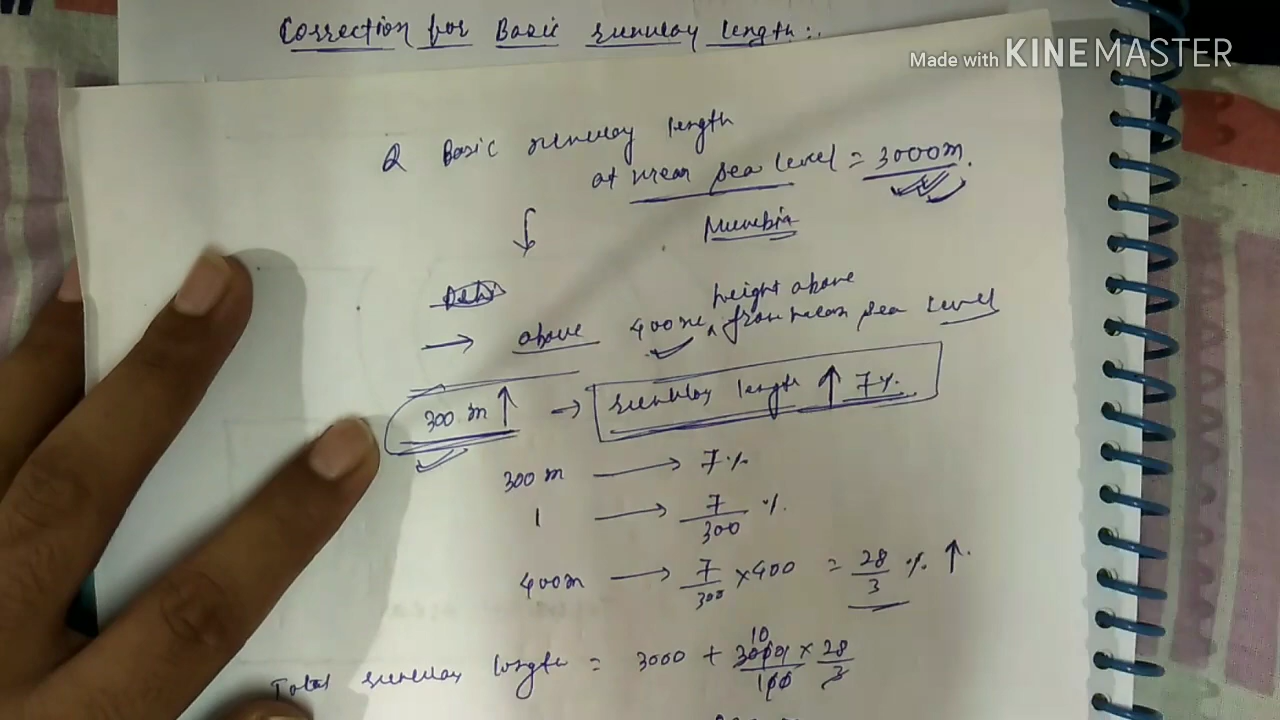 Correction for Basic runway length :.
Made with KINEMASTER
Q Basic runway length
at mean sea level = 3000m.
above 400m height above from mean sea level
300 m ↑ → runway length ↑ 7%.
300 m → 7%
1 → 7/300 %.
400m → 7/300 × 400 = 28/3 % ↑.
Total runway length = 3000 + 3000/100 × 28/3
10